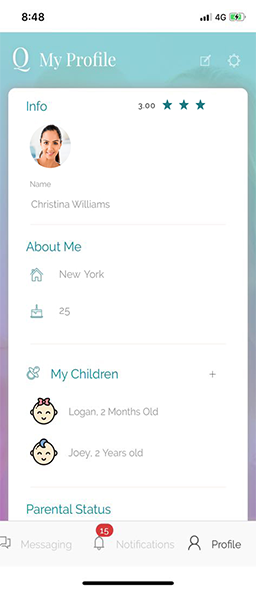 8:48
4G
Q My Profile
Info
3.00
Name
Christina Williams
About Me
New York
25
My Children
+
Logan, 2 Months Old
Joey, 2 Years old
Parental Status
15
Messaging
Notifications
Profile